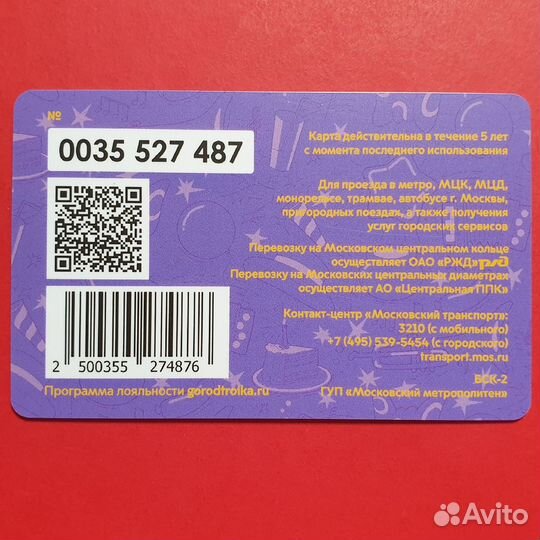 №
0035 527 487
Карта действительна в течение 5 лет
с момента последнего использования
Для проезда в метро, МЦК, МЦД,
монорельсе, трамвае, автобусе г. Москвы,
пригородных поездах, а также получения
услуг городских сервисов
Перевозку на Московском центральном кольце
осуществляет ОАО «РЖД» ржд
Перевозку на Московских центральных диаметрах
осуществляет АО «Центральная ППК»
Контакт-центр «Московский транспорт»:
3210 (с мобильного)
+7 (495) 539-5454 (с городского)
transport.mos.ru
2 500355 274876
Программа лояльности gorodtroika.ru
БСК-2
ГУП «Московский метрополитен»
Avito